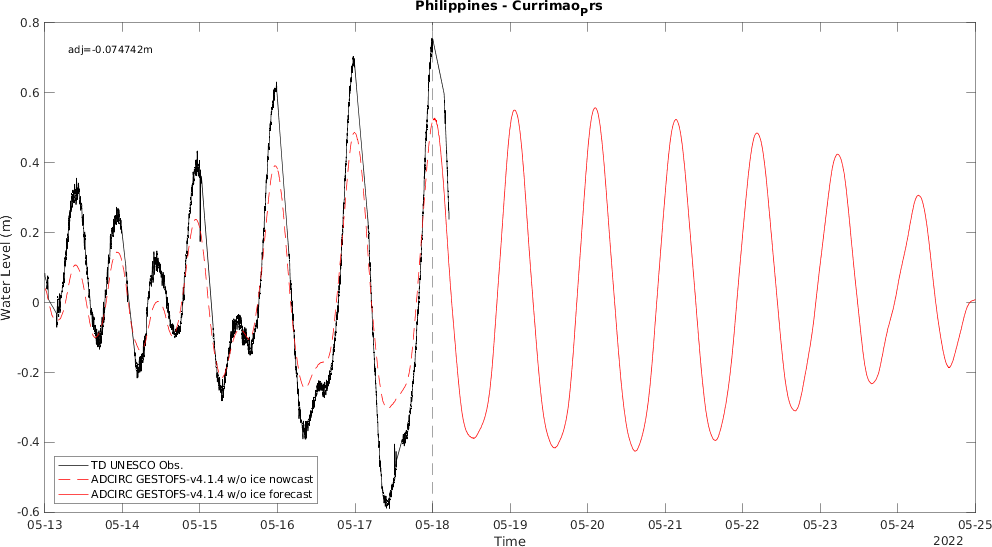 Philippines - Currimaoprs
adj=-0.074742m
Water Level (m)
0.8
0.6
0.4
0.2
0
-0.2
-0.4
-0.6
TD UNESCO Obs.
ADCIRC GESTOFS-v4.1.4 w/o ice nowcast
ADCIRC GESTOFS-v4.1.4 w/o ice forecast
05-13 05-14 05-15 05-16 05-17 05-18 05-19 05-20 05-21 05-22 05-23 05-24 05-25
Time
2022